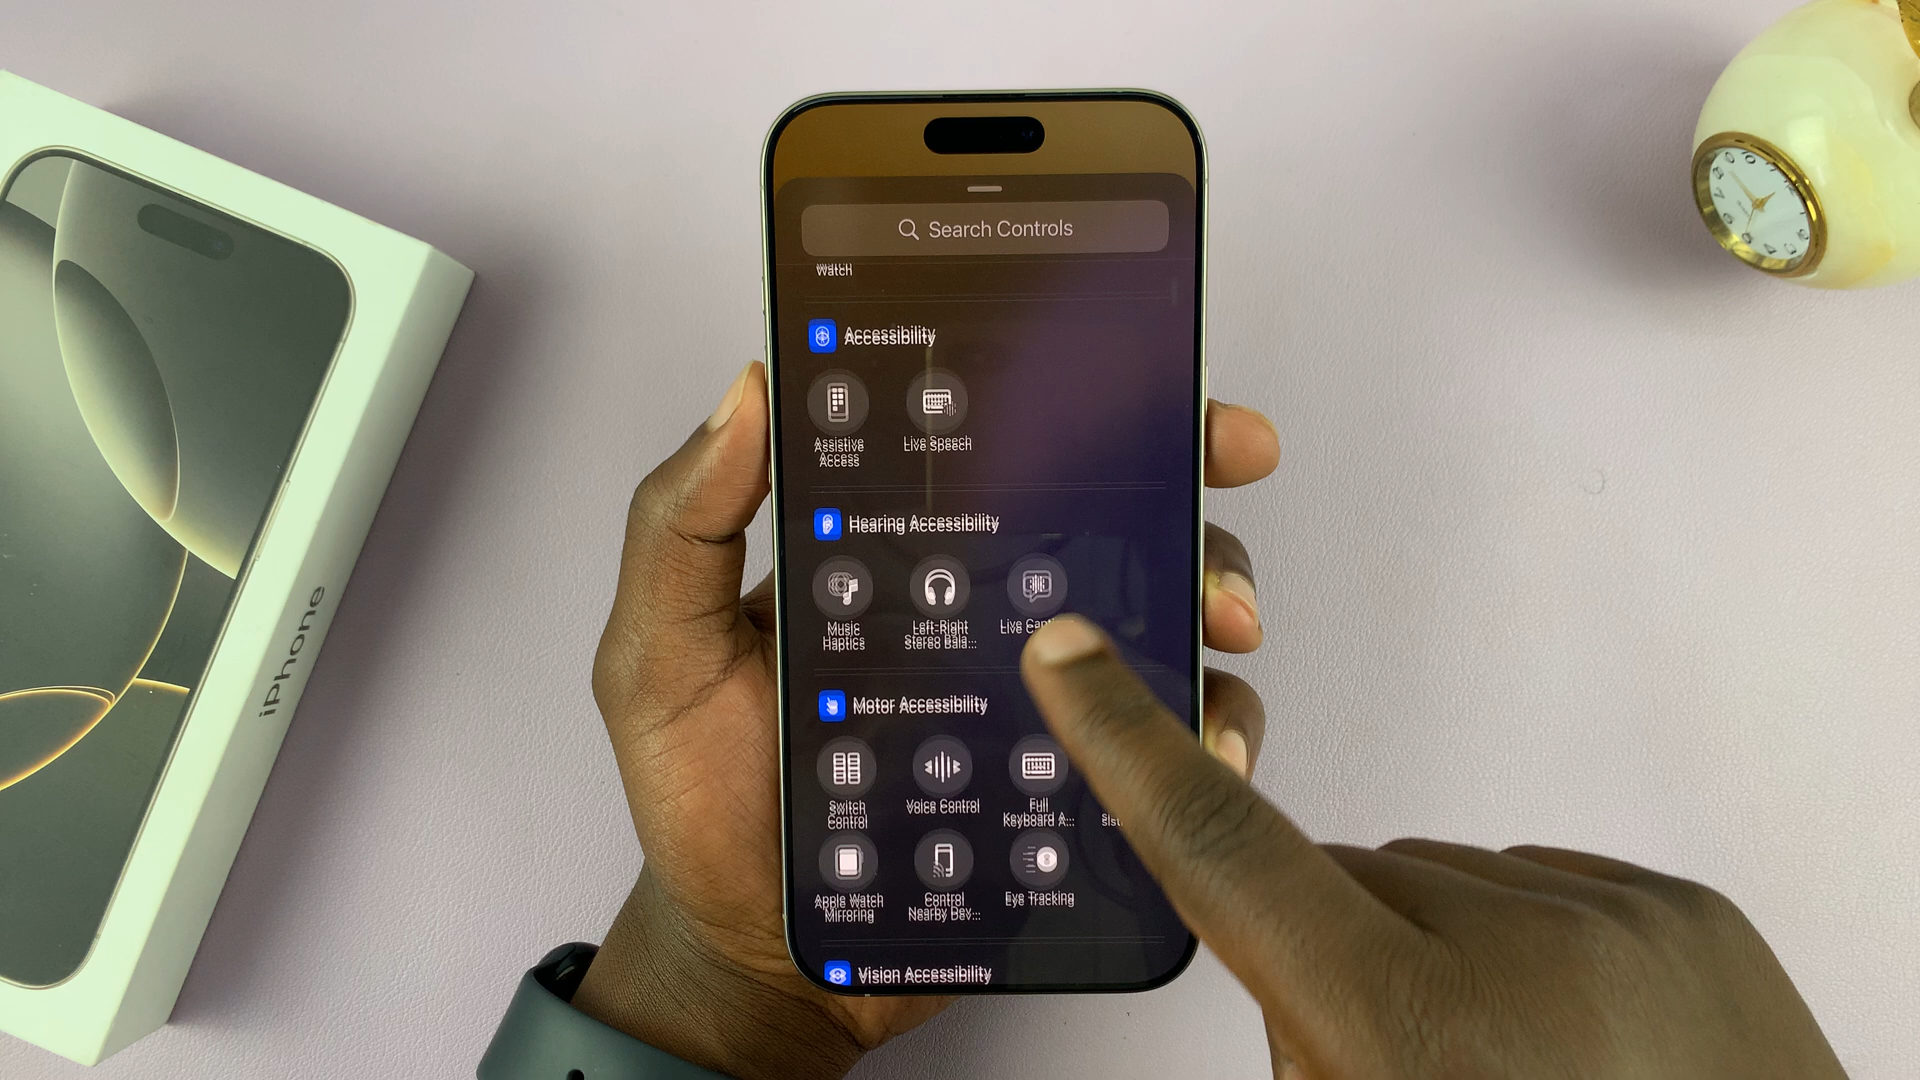 iPhone
Search Controls
Watch
Accessibility
Assistive
Access
Live Speech
Hearing Accessibility
Music
Haptics
Left-Right
Stereo Bala...
Live
Motor Accessibility
Switch
Control
Voice Control
Full
Keyboard A...
Apple Watch
Mirroring
Control
Nearby Dev...
Eye Tracking
Vision Accessibility